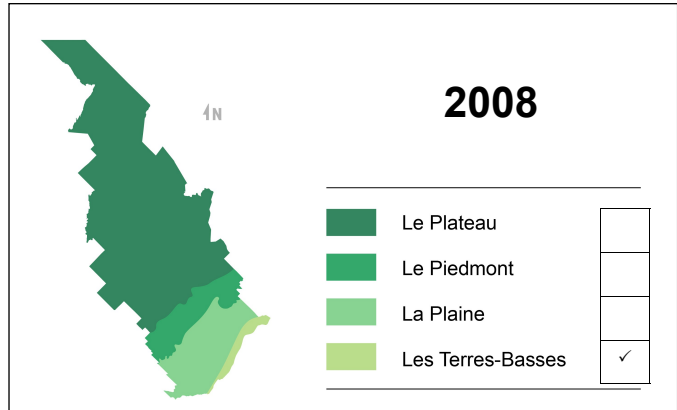 N
2008
Le Plateau
Le Piedmont
La Plaine
Les Terres-Basses ✓